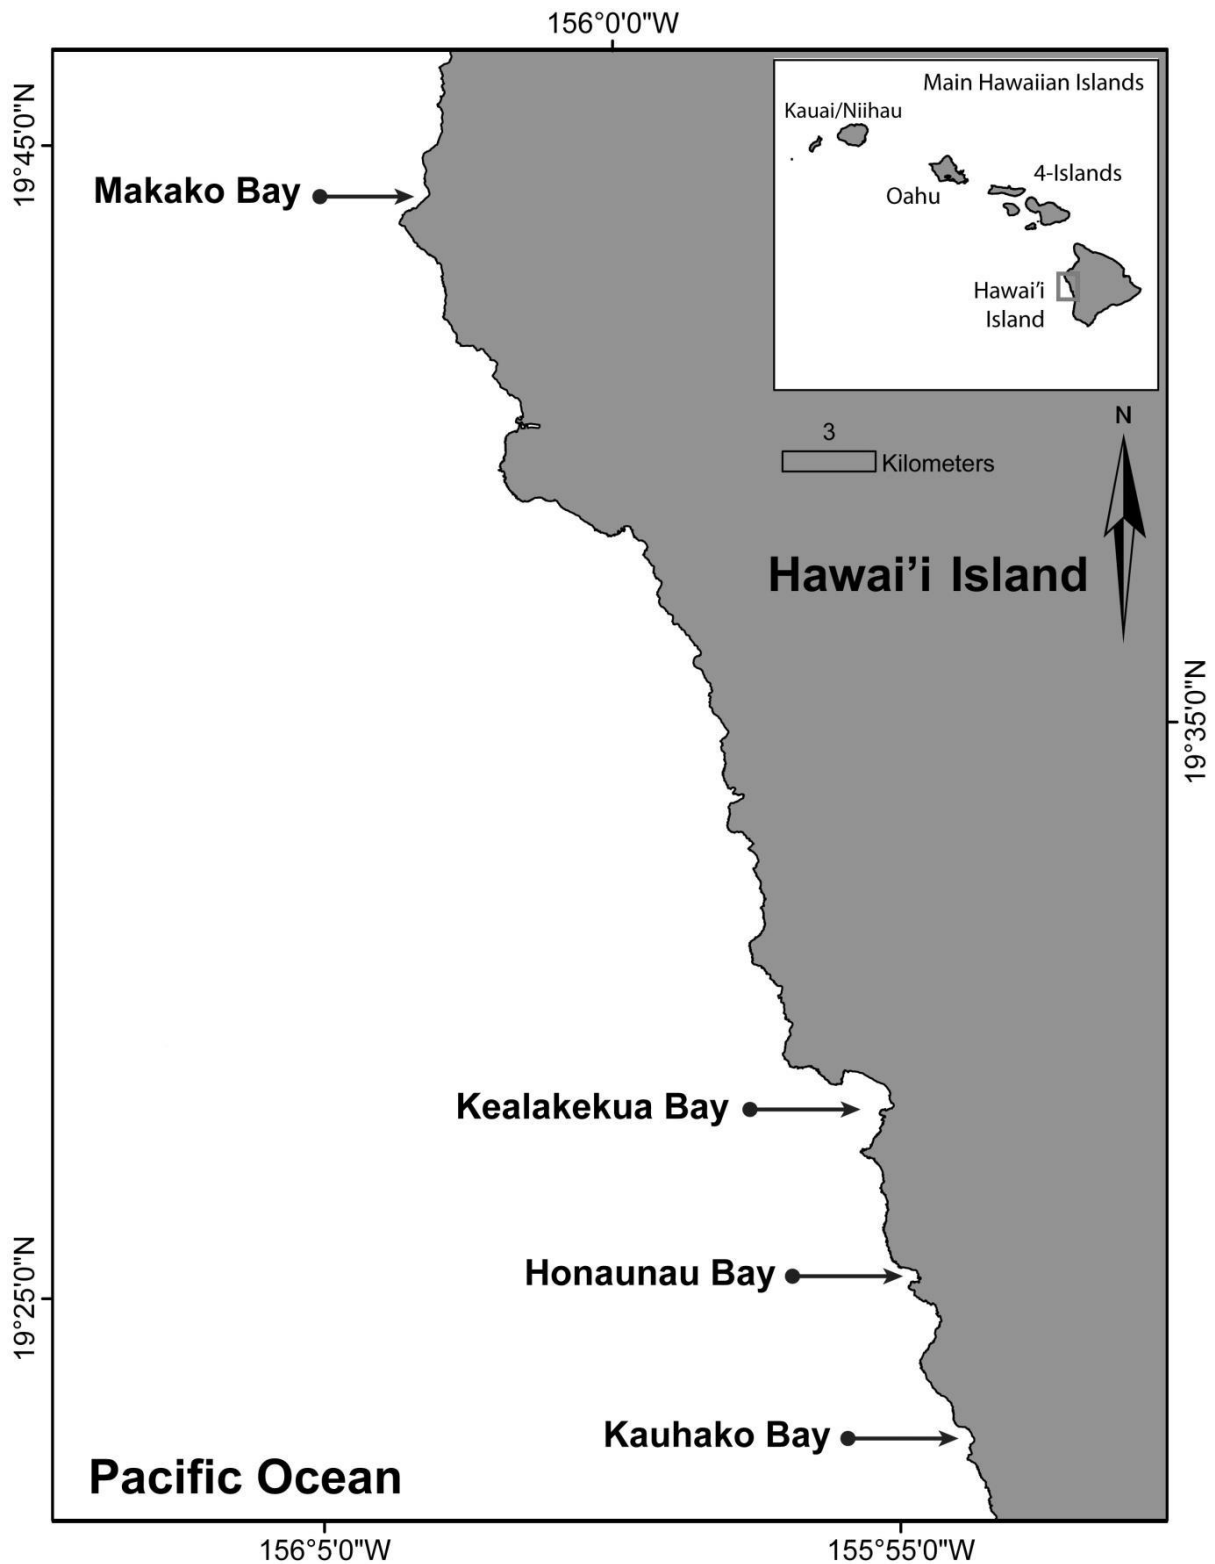 156°0'0"W
19°45'0"N
Main Hawaiian Islands
Kauai/Niihau
4-Islands
Oahu
Hawai'i
Island
Makako Bay
N
3
Kilometers
Hawai'i Island
19°35'0"N
Kealakekua Bay
19°25'0"N
Honaunau Bay
Kauhako Bay
Pacific Ocean
156°5'0"W
155°55'0"W